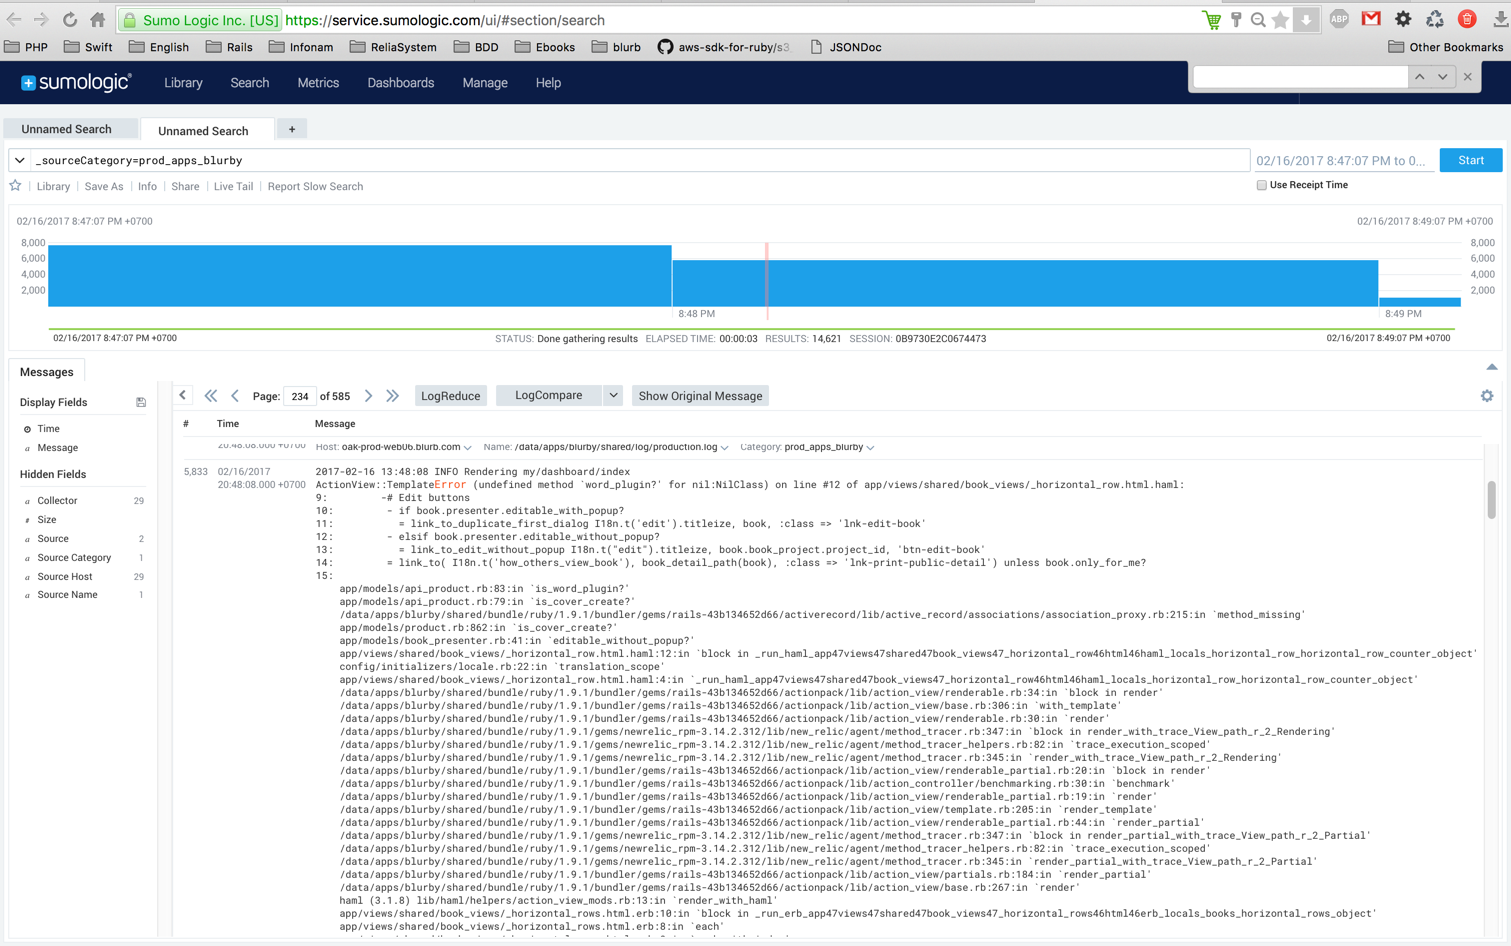 Sumo Logic Inc. [US] https://service.sumologic.com/ui/#section/search
ABP
PHP Swift English Rails Infonam ReliaSystem BDD Ebooks blurb aws-sdk-for-ruby/s3 JSONDoc Other Bookmarks
sumologic Library Search Metrics Dashboards Manage Help
Unnamed Search Unnamed Search +
_sourceCategory=prod_apps_blurby 02/16/2017 8:47:07 PM to 0... Start
Library | Save As | Info | Share | Live Tail | Report Slow Search Use Receipt Time
02/16/2017 8:47:07 PM +0700 02/16/2017 8:49:07 PM +0700
8,000 8,000
6,000 6,000
4,000 4,000
2,000 2,000
8:48 PM 8:49 PM
02/16/2017 8:47:07 PM +0700 STATUS: Done gathering results ELAPSED TIME: 00:00:03 RESULTS: 14,621 SESSION: 0B9730E2C0674473 02/16/2017 8:49:07 PM +0700
Messages
Display Fields
Time
a Message
Hidden Fields
a Collector 29
# Size
a Source 2
a Source Category 1
a Source Host 29
a Source Name 1
Page: 234 of 585 LogReduce LogCompare Show Original Message
# Time Message
20:48:08.000 +0700 Host: oak-prod-web06.blurb.com Name: /data/apps/blurby/shared/log/production.log Category: prod_apps_blurby
5,833 02/16/2017 2017-02-16 13:48:08 INFO Rendering my/dashboard/index
20:48:08.000 +0700 ActionView::TemplateError (undefined method `word_plugin?' for nil:NilClass) on line #12 of app/views/shared/book_views/_horizontal_row.html.haml:
9: -# Edit buttons
10: - if book.presenter.editable_with_popup?
11: = link_to_duplicate_first_dialog I18n.t('edit').titleize, book, :class => 'lnk-edit-book'
12: - elsif book.presenter.editable_without_popup?
13: = link_to_edit_without_popup I18n.t("edit").titleize, book.book_project.project_id, 'btn-edit-book'
14: = link_to( I18n.t('how_others_view_book'), book_detail_path(book), :class => 'lnk-print-public-detail') unless book.only_for_me?
15:
app/models/api_product.rb:83:in `is_word_plugin?'
app/models/api_product.rb:79:in `is_cover_create?'
/data/apps/blurby/shared/bundle/ruby/1.9.1/bundler/gems/rails-43b134652d66/activerecord/lib/active_record/associations/association_proxy.rb:215:in `method_missing'
app/models/product.rb:862:in `is_cover_create?'
app/models/book_presenter.rb:41:in `editable_without_popup?'
app/views/shared/book_views/_horizontal_row.html.haml:12:in `block in _run_haml_app47views47shared47book_views47_horizontal_row46html46haml_locals_horizontal_row_horizontal_row_counter_object'
config/initializers/locale.rb:22:in `translation_scope'
app/views/shared/book_views/_horizontal_row.html.haml:4:in `_run_haml_app47views47shared47book_views47_horizontal_row46html46haml_locals_horizontal_row_horizontal_row_counter_object'
/data/apps/blurby/shared/bundle/ruby/1.9.1/bundler/gems/rails-43b134652d66/actionpack/lib/action_view/renderable.rb:34:in `block in render'
/data/apps/blurby/shared/bundle/ruby/1.9.1/bundler/gems/rails-43b134652d66/actionpack/lib/action_view/base.rb:306:in `with_template'
/data/apps/blurby/shared/bundle/ruby/1.9.1/bundler/gems/rails-43b134652d66/actionpack/lib/action_view/renderable.rb:30:in `render'
/data/apps/blurby/shared/bundle/ruby/1.9.1/gems/newrelic_rpm-3.14.2.312/lib/new_relic/agent/method_tracer.rb:347:in `block in render_with_trace_View_path_r_2_Rendering'
/data/apps/blurby/shared/bundle/ruby/1.9.1/gems/newrelic_rpm-3.14.2.312/lib/new_relic/agent/method_tracer_helpers.rb:82:in `trace_execution_scoped'
/data/apps/blurby/shared/bundle/ruby/1.9.1/gems/newrelic_rpm-3.14.2.312/lib/new_relic/agent/method_tracer.rb:345:in `render_with_trace_View_path_r_2_Rendering'
/data/apps/blurby/shared/bundle/ruby/1.9.1/bundler/gems/rails-43b134652d66/actionpack/lib/action_view/renderable_partial.rb:20:in `block in render'
/data/apps/blurby/shared/bundle/ruby/1.9.1/bundler/gems/rails-43b134652d66/actionpack/lib/action_controller/benchmarking.rb:30:in `benchmark'
/data/apps/blurby/shared/bundle/ruby/1.9.1/bundler/gems/rails-43b134652d66/actionpack/lib/action_view/renderable_partial.rb:19:in `render'
/data/apps/blurby/shared/bundle/ruby/1.9.1/bundler/gems/rails-43b134652d66/actionpack/lib/action_view/template.rb:205:in `render_template'
/data/apps/blurby/shared/bundle/ruby/1.9.1/bundler/gems/rails-43b134652d66/actionpack/lib/action_view/renderable_partial.rb:44:in `render_partial'
/data/apps/blurby/shared/bundle/ruby/1.9.1/gems/newrelic_rpm-3.14.2.312/lib/new_relic/agent/method_tracer.rb:347:in `block in render_partial_with_trace_View_path_r_2_Partial'
/data/apps/blurby/shared/bundle/ruby/1.9.1/gems/newrelic_rpm-3.14.2.312/lib/new_relic/agent/method_tracer_helpers.rb:82:in `trace_execution_scoped'
/data/apps/blurby/shared/bundle/ruby/1.9.1/gems/newrelic_rpm-3.14.2.312/lib/new_relic/agent/method_tracer.rb:345:in `render_partial_with_trace_View_path_r_2_Partial'
/data/apps/blurby/shared/bundle/ruby/1.9.1/bundler/gems/rails-43b134652d66/actionpack/lib/action_view/partials.rb:184:in `render_partial'
/data/apps/blurby/shared/bundle/ruby/1.9.1/bundler/gems/rails-43b134652d66/actionpack/lib/action_view/base.rb:267:in `render'
haml (3.1.8) lib/haml/helpers/action_view_mods.rb:13:in `render_with_haml'
app/views/shared/book_views/_horizontal_rows.html.erb:10:in `block in _run_erb_app47views47shared47book_views47_horizontal_rows46html46erb_locals_books_horizontal_rows_object'
app/views/shared/book_views/_horizontal_rows.html.erb:8:in `each'